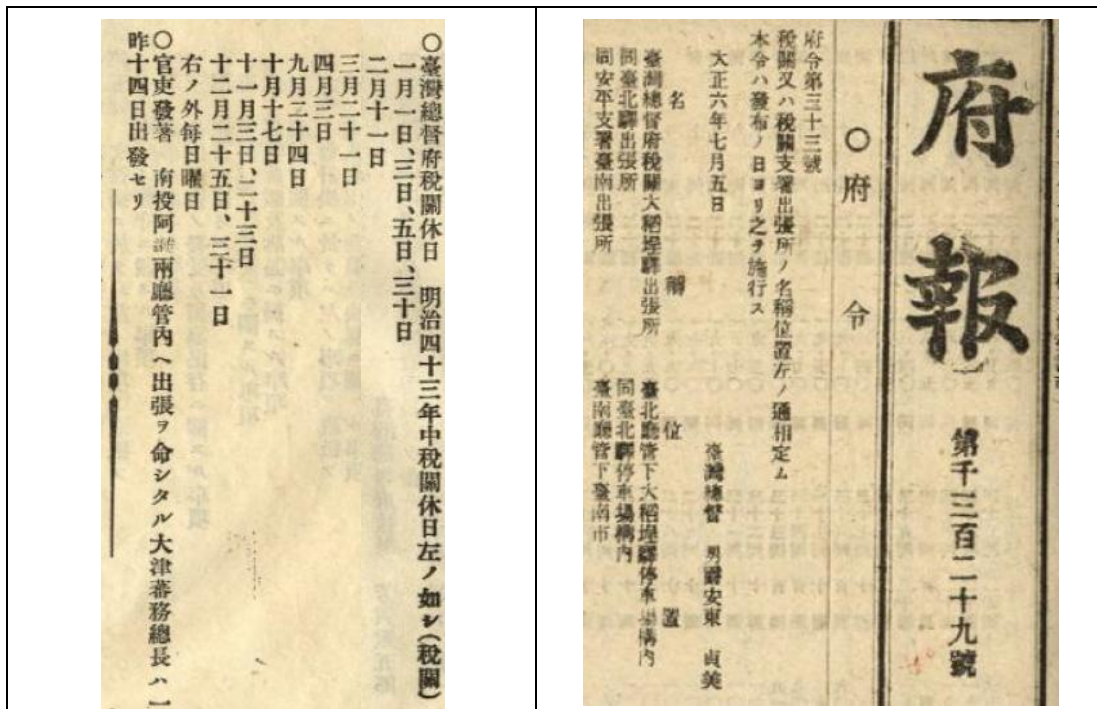 ○臺灣總督府稅關休日　明治四十三年中稅關休日左ノ如シ(稅關)
一月一日、三日、五日、三十日
二月十一日
三月二十一日
四月三日
九月二十四日
十月十七日
十一月三日、二十三日
十二月二十五日、三十一日
右ノ外每日曜日
○官吏發著　南投阿緱兩廳管內ヘ出張ヲ命シタル大津蕃務總長ハ一
昨十四日出發セリ
府報
第千三百二十九號
○府令
府令第三十三號
稅關又ハ稅關支署出張所ノ名稱位置左ノ通相定ム
本令ハ發布ノ日ヨリ之ヲ施行ス
大正六年七月五日
臺灣總督　男爵安東　貞美
名稱　位置
臺灣總督府稅關大稻埕驛出張所　臺北廳管下大稻埕驛停車場構內
同臺北驛出張所　同臺北驛停車場構內
同安平支署臺南出張所　臺南廳管下臺南市